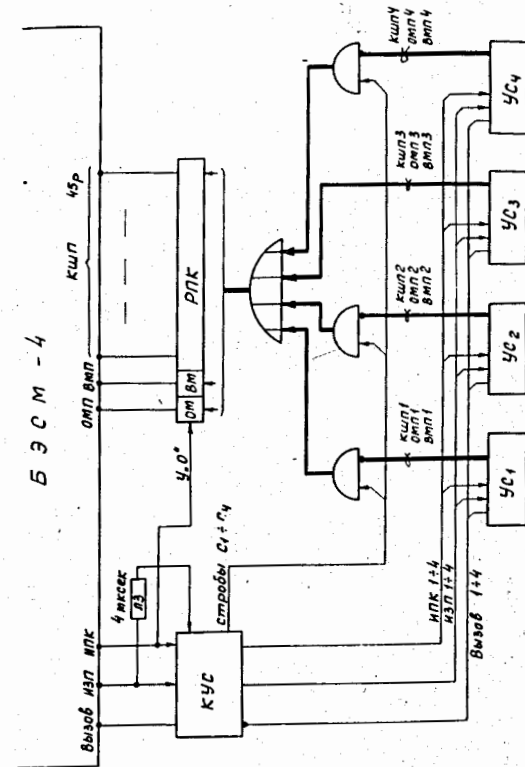 БЭСМ-4
Вызов ИЗП ИПК
ОМП ВМП КШП 45р
4 мксек
ЛЗ
У„0"
ОМ ВМ РПК
КУС
стробы С1÷С4
ИПК 1÷4
ИЗП 1÷4
Вызов 1÷4
КШП1
ОМП1
ВМП1
КШП2
ОМП2
ВМП2
КШП3
ОМП3
ВМП3
КШП4
ОМП4
ВМП4
УС1
УС2
УС3
УС4